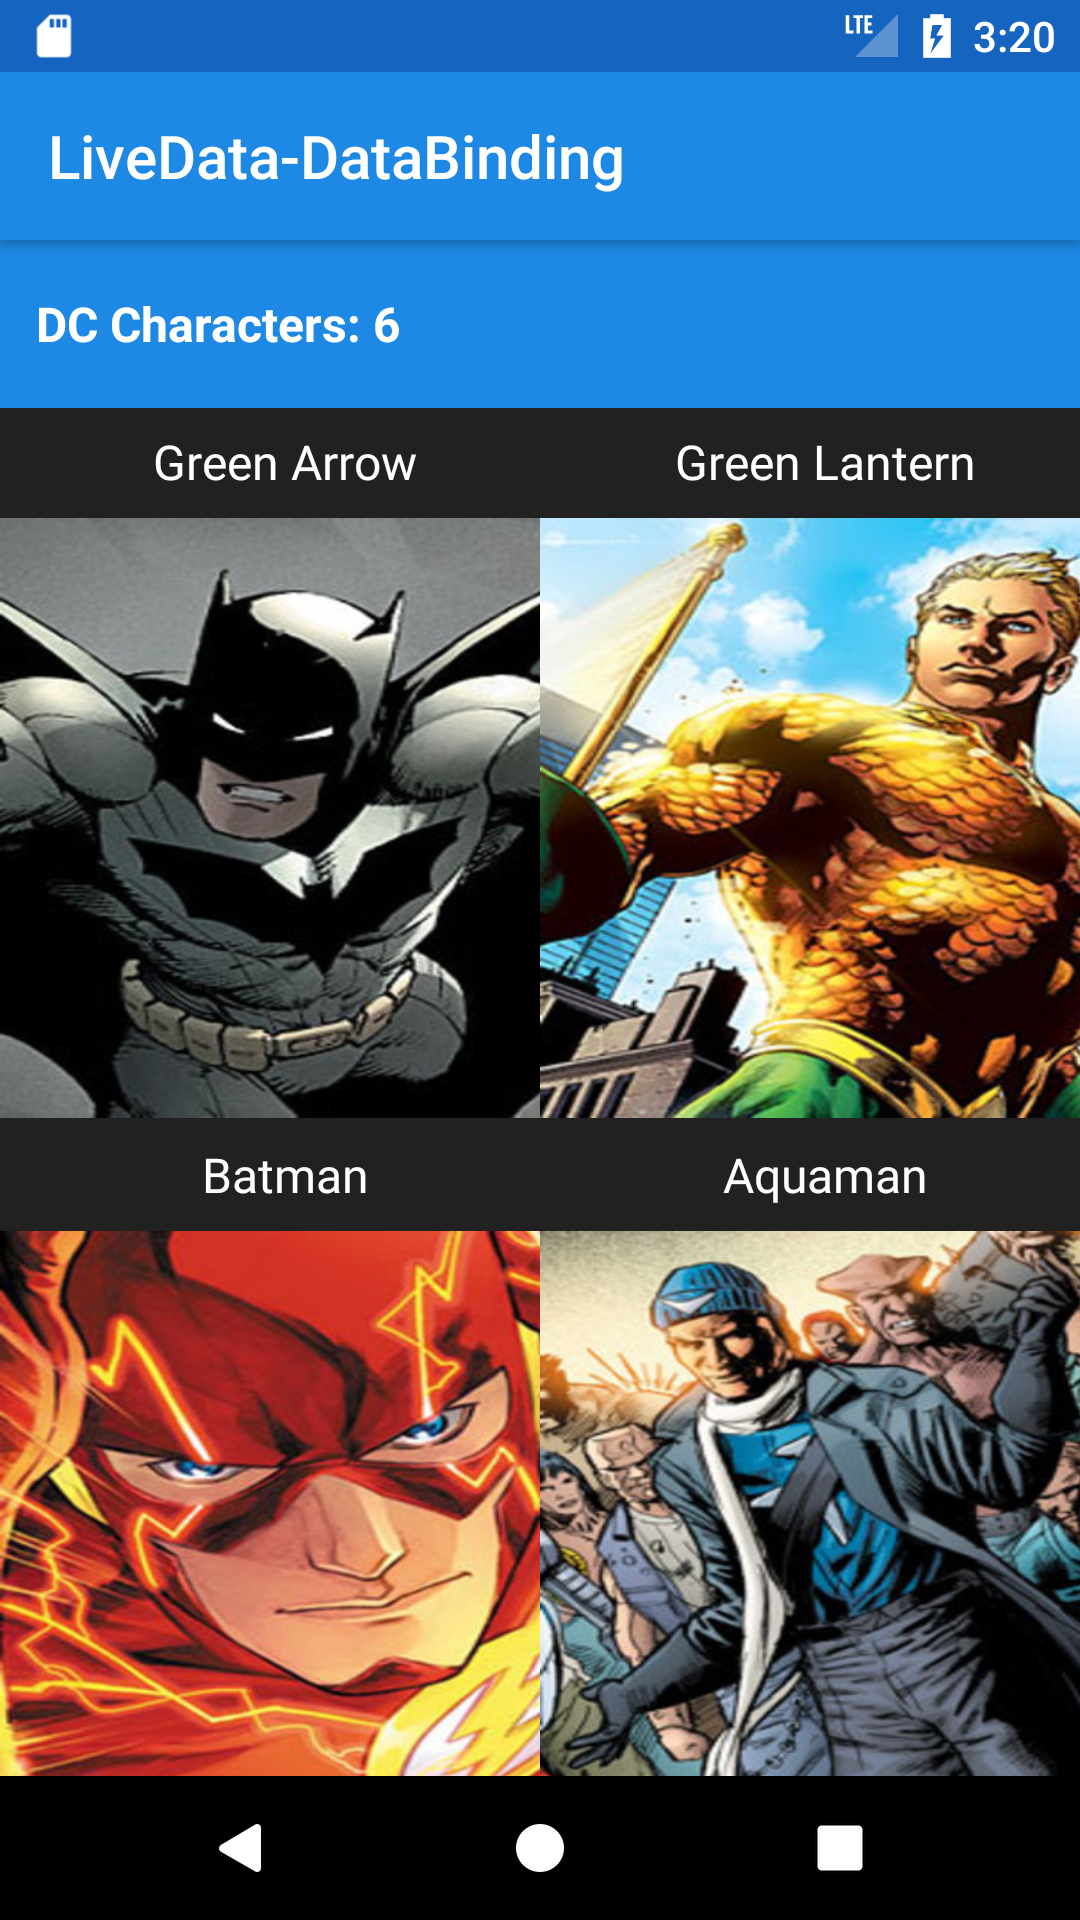 LTE 3:20
LiveData-DataBinding
DC Characters: 6
Green Arrow Green Lantern
Batman Aquaman